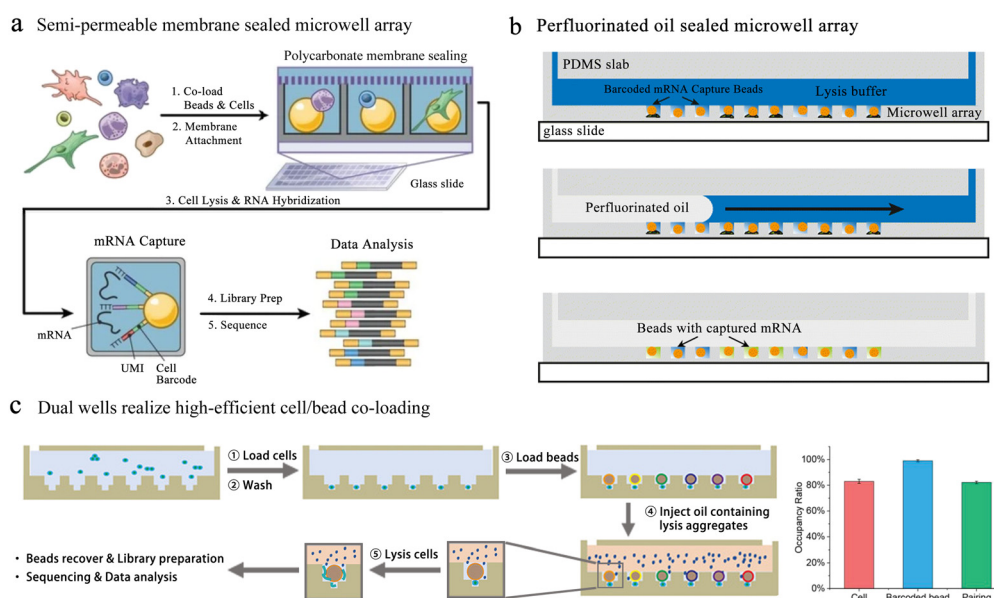 a Semi-permeable membrane sealed microwell array
Polycarbonate membrane sealing
1. Co-load
Beads & Cells
2. Membrane
Attachment
Glass slide
3. Cell Lysis & RNA Hybridization
mRNA Capture
TTT
TTT
TTT
mRNA
UMI
Cell
Barcode
4. Library Prep
5. Sequence
Data Analysis
b Perfluorinated oil sealed microwell array
PDMS slab
Barcoded mRNA Capture Beads
Lysis buffer
Microwell array
glass slide
Perfluorinated oil
Beads with captured mRNA
c Dual wells realize high-efficient cell/bead co-loading
① Load cells
② Wash
③ Load beads
④ Inject oil containing
lysis aggregates
⑤ Lysis cells
• Beads recover & Library preparation
• Sequencing & Data analysis
Occupancy Ratio
100%
80%
60%
40%
20%
0%
Cell
Barcoded bead
Pairing